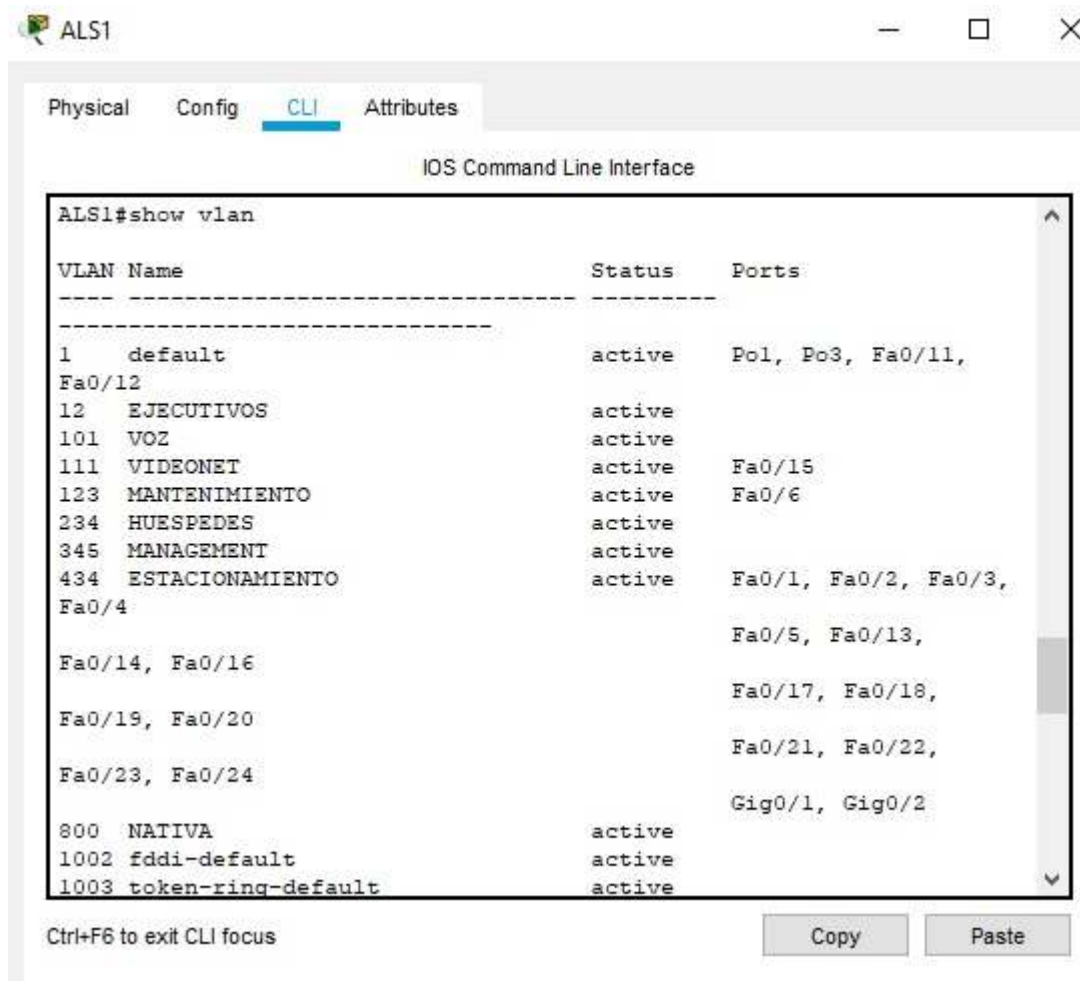 ALS1
Physical Config CLI Attributes
IOS Command Line Interface
ALS1#show vlan
VLAN Name Status Ports
---- -------------------------------- ---------
-------------------------------
1 default active Po1, Po3, Fa0/11,
Fa0/12
12 EJECUTIVOS active
101 VOZ active
111 VIDEONET active Fa0/15
123 MANTENIMIENTO active Fa0/6
234 HUESPEDES active
345 MANAGEMENT active
434 ESTACIONAMIENTO active Fa0/1, Fa0/2, Fa0/3,
Fa0/4
Fa0/5, Fa0/13,
Fa0/14, Fa0/16
Fa0/17, Fa0/18,
Fa0/19, Fa0/20
Fa0/21, Fa0/22,
Fa0/23, Fa0/24
Gig0/1, Gig0/2
800 NATIVA active
1002 fddi-default active
1003 token-ring-default active
Ctrl+F6 to exit CLI focus
Copy Paste